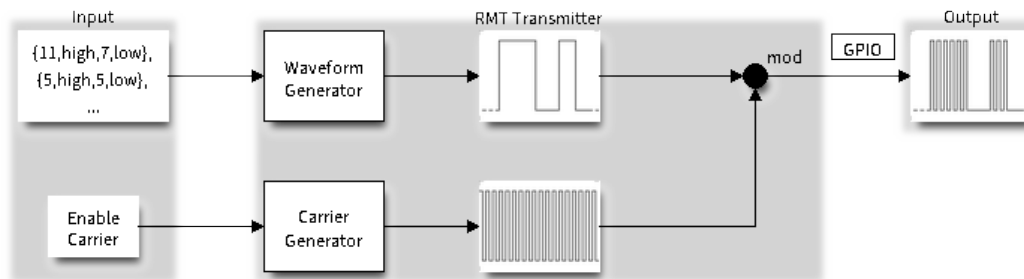 Input
RMT Transmitter
Output
{11,high,7,low},
{5,high,5,low},
...
Waveform
Generator
mod
GPIO
Enable
Carrier
Carrier
Generator